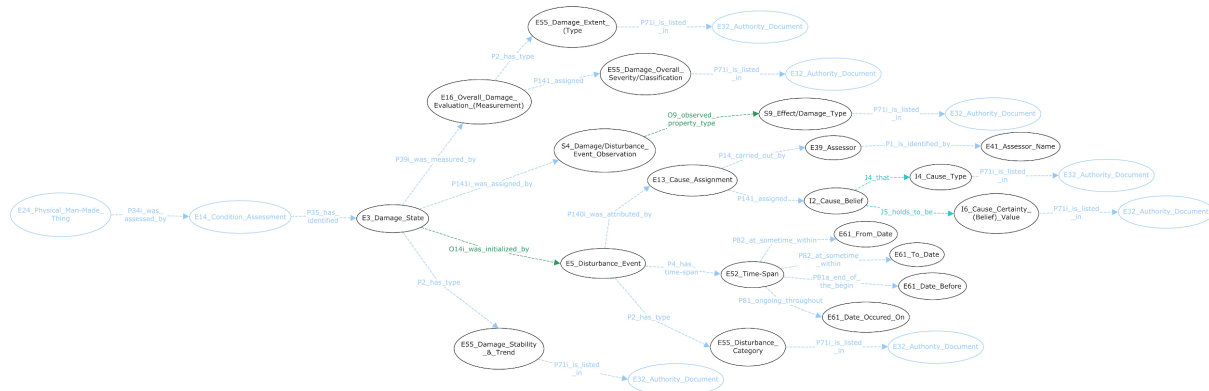 E55_Damage_Extent_
(Type
P71i_is_listed
_in
E32_Authority_Document
P2_has_type
E55_Damage_Overall_
Severity/Classification
P71i_is_listed
_in
E32_Authority_Document
P141_assigned
E16_Overall_Damage_
Evaluation_(Measurement)
O9_observed_
property_type
S9_Effect/Damage_Type
P71i_is_listed
_in
E32_Authority_Document
P39i_was_measured_by
S4_Damage/Disturbance_
Event_Observation
P14_carried_out_by
E39_Assessor
P1_is_identified_by
E41_Assessor_Name
P141i_was_assigned_by
E13_Cause_Assignment
J4_that
I4_Cause_Type
P71i_is_listed
_in
E32_Authority_Document
P141_assigned
I2_Cause_Belief
J5_holds_to_be
I6_Cause_Certainty_
(Belief)_Value
P71i_is_listed
_in
E32_Authority_Document
E24_Physical_Man-Made_
Thing
P34i_was_
assessed_by
E14_Condition_Assessment
P35_has_
identified
E3_Damage_State
P140i_was_attributed_by
O14i_was_initialized_by
E5_Disturbance_Event
P4_has_
time-span
E52_Time-Span
P82_at_sometime_within
E61_From_Date
P82_at_sometime
_within
E61_To_Date
P81a_end_of_
the_begin
E61_Date_Before
P81_ongoing_throughout
E61_Date_Occured_On
P2_has_type
P2_has_type
E55_Disturbance_
Category
P71i_is_listed
_in
E32_Authority_Document
E55_Damage_Stability
_&_Trend
P71i_is_listed
_in
E32_Authority_Document